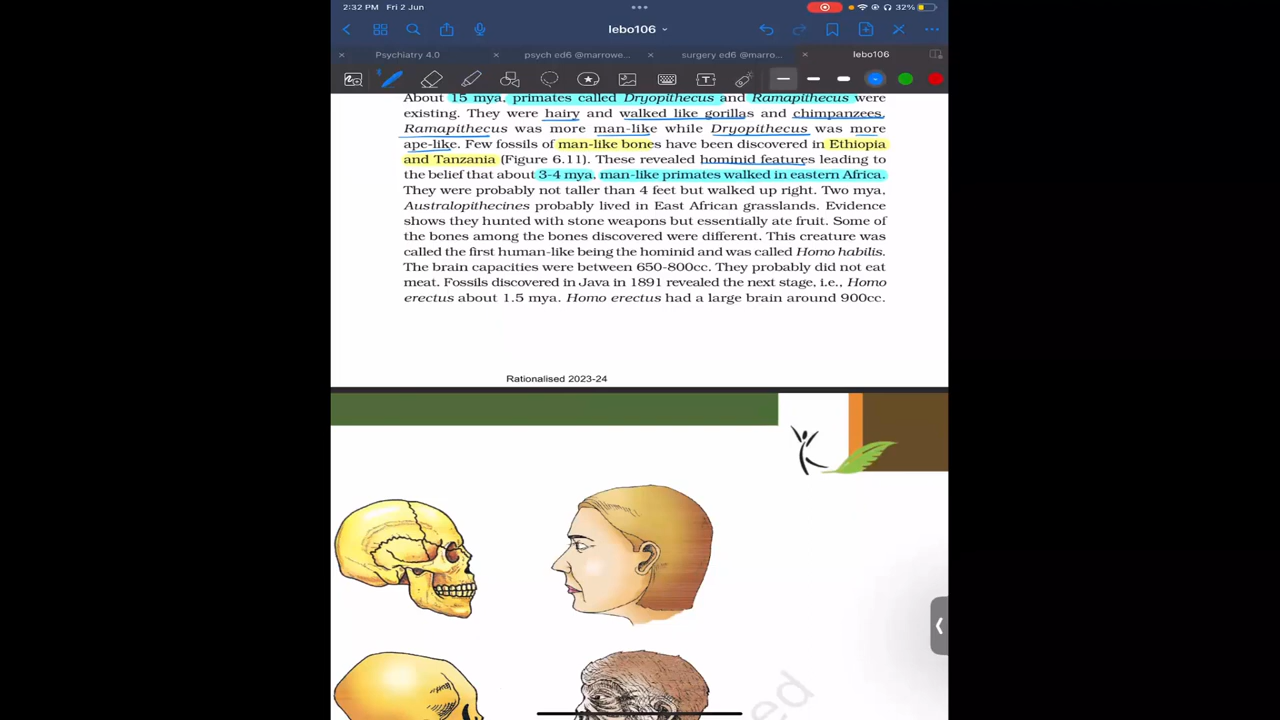 2:32 PM Fri 2 Jun
32%
lebo106
Psychiatry 4.0
psych ed6 @marrowe...
surgery ed6 @marro...
lebo106
About 15 mya, primates called Dryopithecus and Ramapithecus were
existing. They were hairy and walked like gorillas and chimpanzees.
Ramapithecus was more man-like while Dryopithecus was more
ape-like. Few fossils of man-like bones have been discovered in Ethiopia
and Tanzania (Figure 6.11). These revealed hominid features leading to
the belief that about 3-4 mya, man-like primates walked in eastern Africa.
They were probably not taller than 4 feet but walked up right. Two mya,
Australopithecines probably lived in East African grasslands. Evidence
shows they hunted with stone weapons but essentially ate fruit. Some of
the bones among the bones discovered were different. This creature was
called the first human-like being the hominid and was called Homo habilis.
The brain capacities were between 650-800cc. They probably did not eat
meat. Fossils discovered in Java in 1891 revealed the next stage, i.e., Homo
erectus about 1.5 mya. Homo erectus had a large brain around 900cc.
Rationalised 2023-24